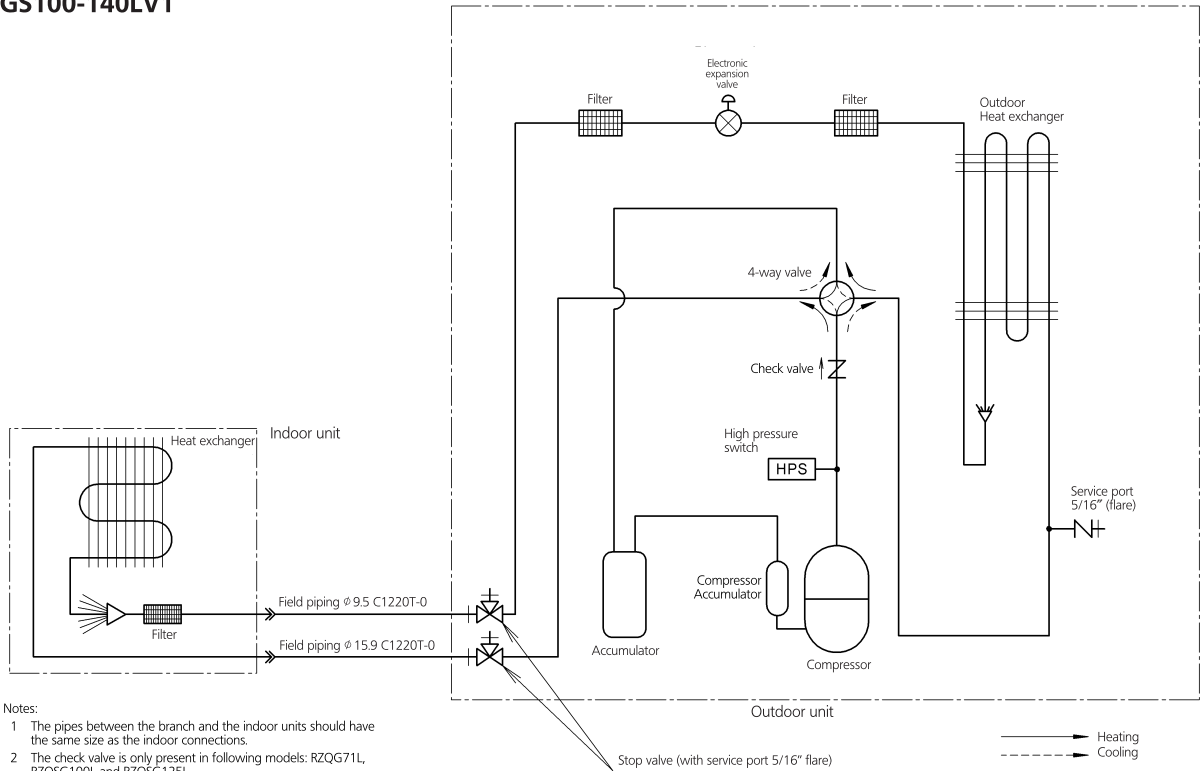 GS100-140LV1
Electronic
expansion
valve
Filter
Filter
Outdoor
Heat exchanger
4-way valve
Check valve
High pressure
switch
HPS
Service port
5/16” (flare)
Heat exchanger
Indoor unit
Compressor
Accumulator
Field piping ϕ 9.5 C1220T-0
Filter
Field piping ϕ 15.9 C1220T-0
Accumulator
Compressor
Outdoor unit
Notes:
1 The pipes between the branch and the indoor units should have
the same size as the indoor connections.
2 The check valve is only present in following models: RZQG71L,
RZQSG100L and RZQSG125L
Stop valve (with service port 5/16” flare)
Heating
Cooling